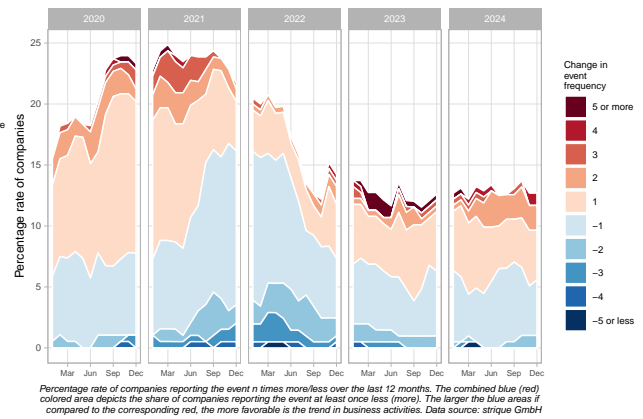 2020 2021 2022 2023 2024
25
20
15
10
5
0
Percentage rate of companies
e
Mar Jun Sep Dec Mar Jun Sep Dec Mar Jun Sep Dec Mar Jun Sep Dec Mar Jun Sep Dec
Change in
event
frequency
5 or more
4
3
2
1
−1
−2
−3
−4
−5 or less
Percentage rate of companies reporting the event n times more/less over the last 12 months. The combined blue (red)
colored area depicts the share of companies reporting the event at least once less (more). The larger the blue areas if
compared to the corresponding red, the more favorable is the trend in business activities. Data source: strique GmbH